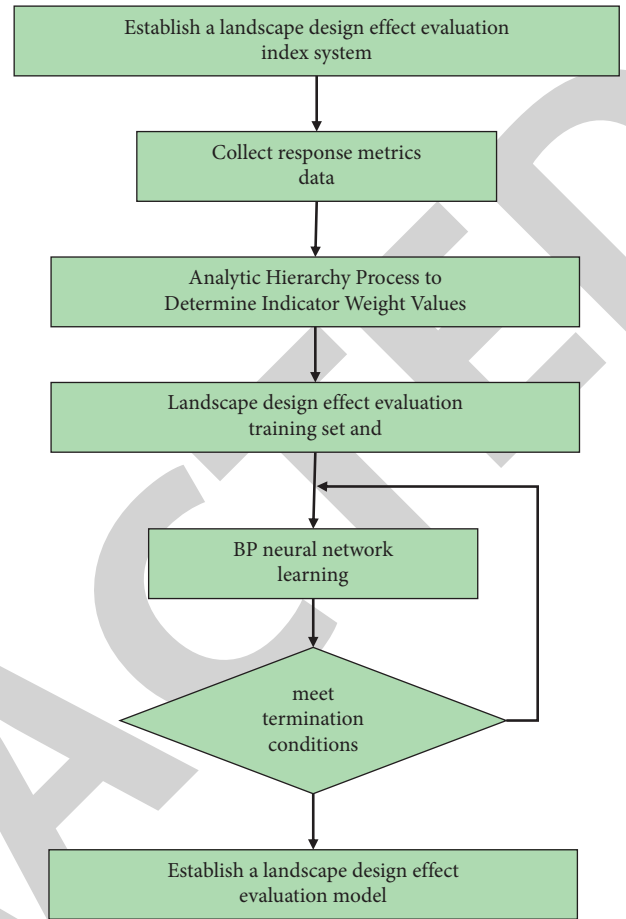 Establish a landscape design effect evaluation
index system
Collect response metrics
data
Analytic Hierarchy Process to
Determine Indicator Weight Values
Landscape design effect evaluation
training set and
BP neural network
learning
meet
termination
conditions
Establish a landscape design effect
evaluation model